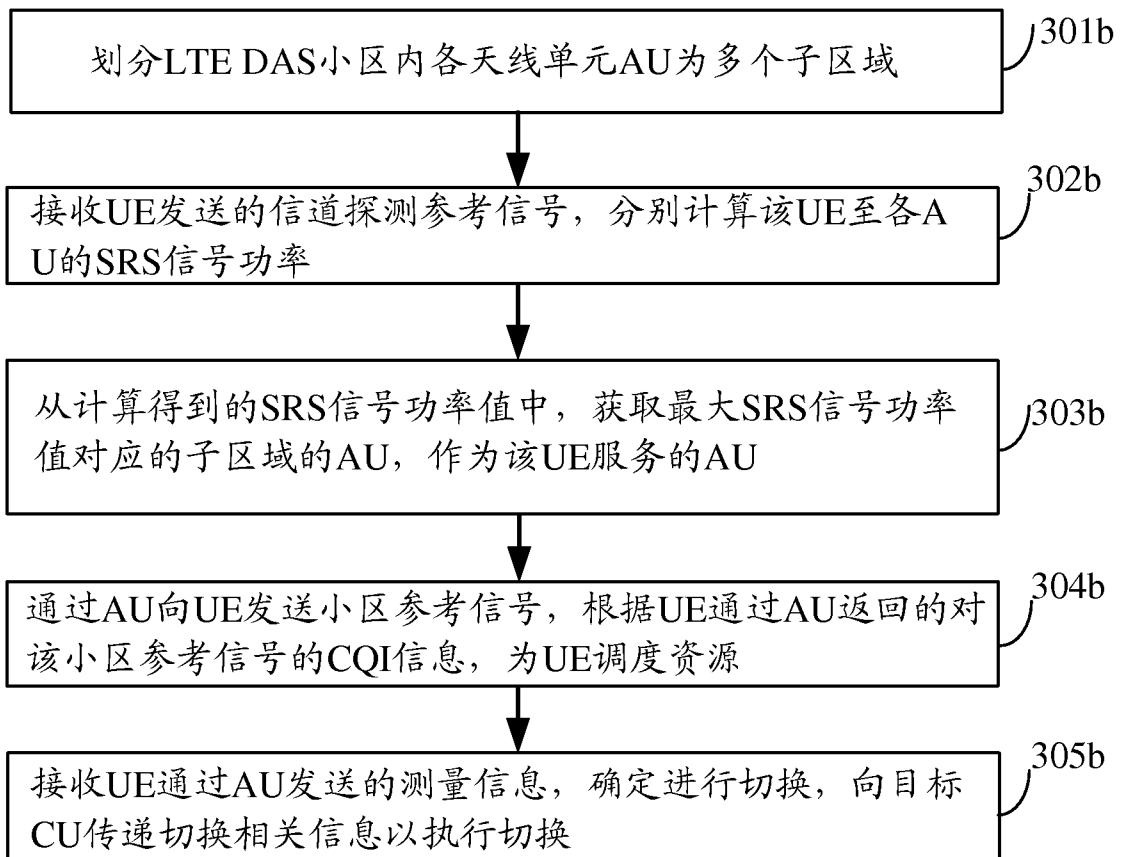 划分LTE DAS小区内各天线单元AU为多个子区域
301b
接收UE发送的信道探测参考信号，分别计算该UE至各A
U的SRS信号功率
302b
从计算得到的SRS信号功率值中，获取最大SRS信号功率
值对应的子区域的AU，作为该UE服务的AU
303b
通过AU向UE发送小区参考信号，根据UE通过AU返回的对
该小区参考信号的CQI信息，为UE调度资源
304b
接收UE通过AU发送的测量信息，确定进行切换，向目标
CU传递切换相关信息以执行切换
305b